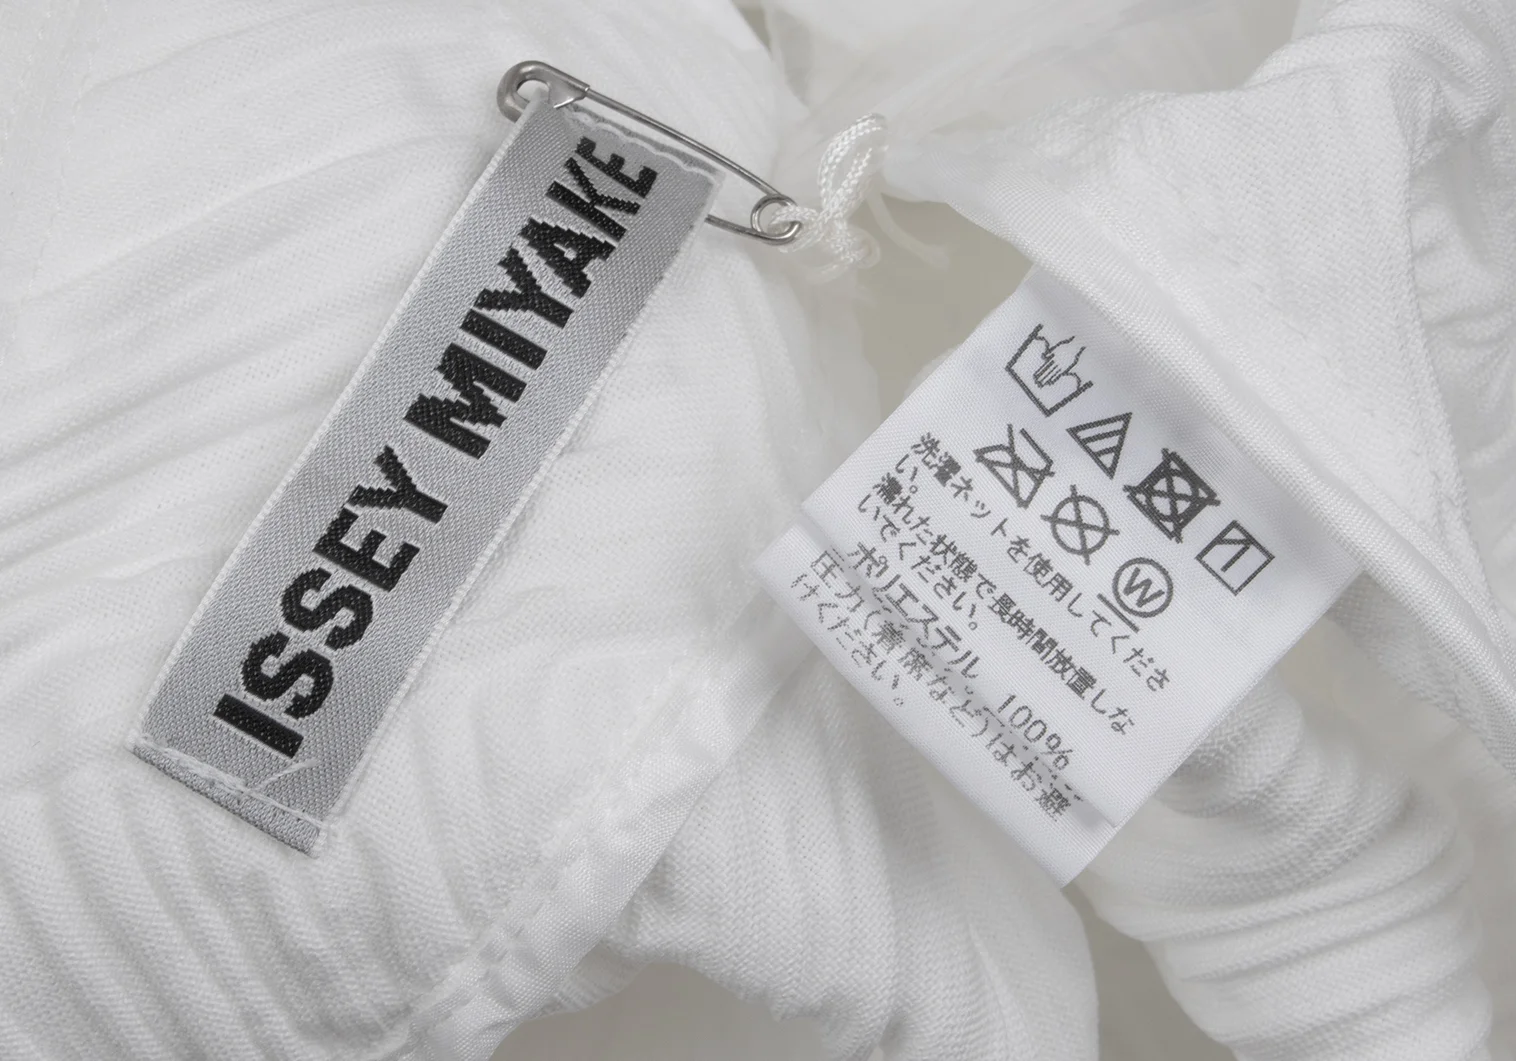 ISSEY MIYAKE
W
洗濯ネットを使用してくださ
い。
濡れた状態で長時間放置しな
いでください。
ポリエステル 100%
圧力(着席など)はお避
けください。